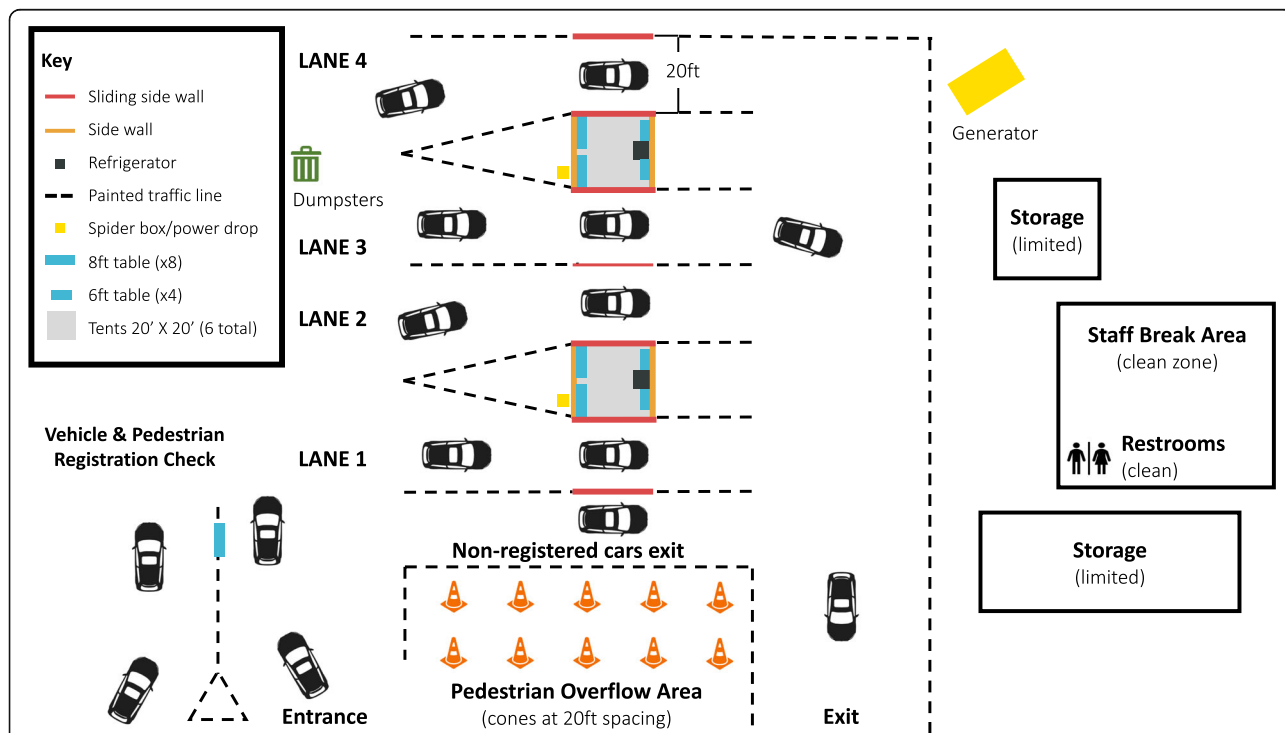 Key
Sliding side wall
Side wall
Refrigerator
Painted traffic line
Spider box/power drop
8ft table (x8)
6ft table (x4)
Tents 20' X 20' (6 total)
LANE 4
20ft
Generator
Dumpsters
LANE 3
Storage
(limited)
LANE 2
Staff Break Area
(clean zone)
Vehicle & Pedestrian
Registration Check
LANE 1
Restrooms
(clean)
Non-registered cars exit
Storage
(limited)
Pedestrian Overflow Area
(cones at 20ft spacing)
Entrance
Exit